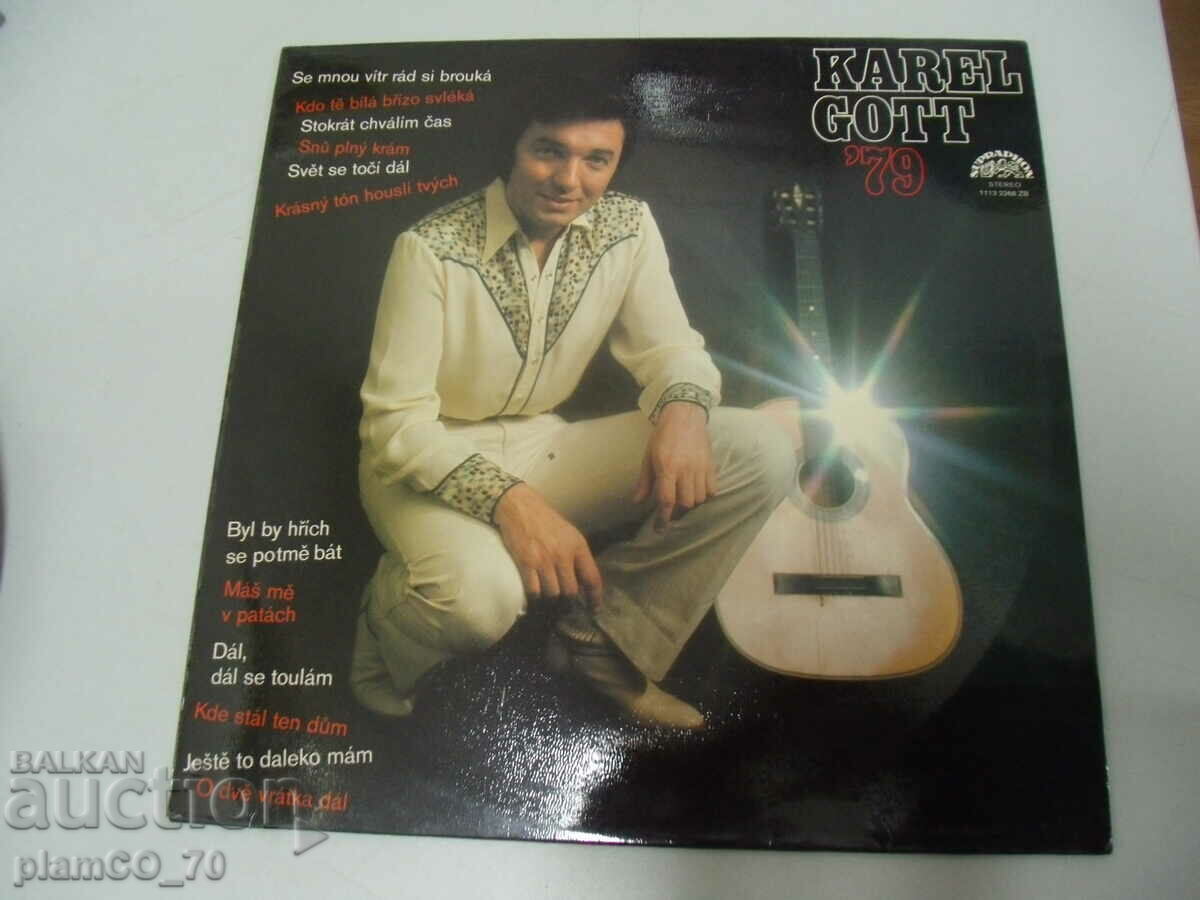 Se mnou vítr rád si brouká
Kdo tě bílá břízo svléká
Stokrát chválím čas
Snů plný krám
Svět se točí dál
Krásný tón houslí tvých
KAREL
GOTT
'79
SUPRAPHON
STEREO
1113 2368 ZB
Byl by hřích
se potmě bát
Máš mě
v patách
Dál,
dál se toulám
Kde stál ten dům
Ještě to daleko mám
O dvě vrátka dál
BALKAN
auction
plamCO_70